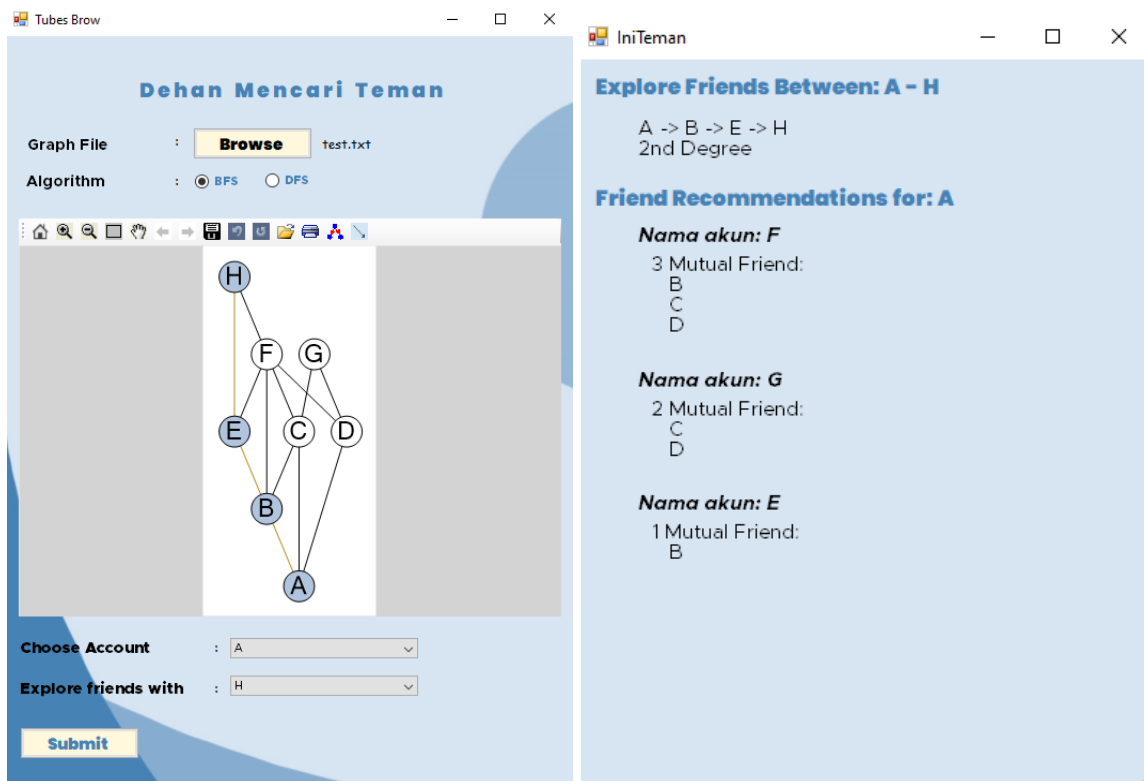 Tubes Brow
Dehan Mencari Teman
Graph File : Browse test.txt
Algorithm : BFS DFS
H
F G
E C D
B
A
Choose Account : A
Explore friends with : H
Submit
IniTeman
Explore Friends Between: A - H
A -> B -> E -> H
2nd Degree
Friend Recommendations for: A
Nama akun: F
3 Mutual Friend:
B
C
D
Nama akun: G
2 Mutual Friend:
C
D
Nama akun: E
1 Mutual Friend:
B